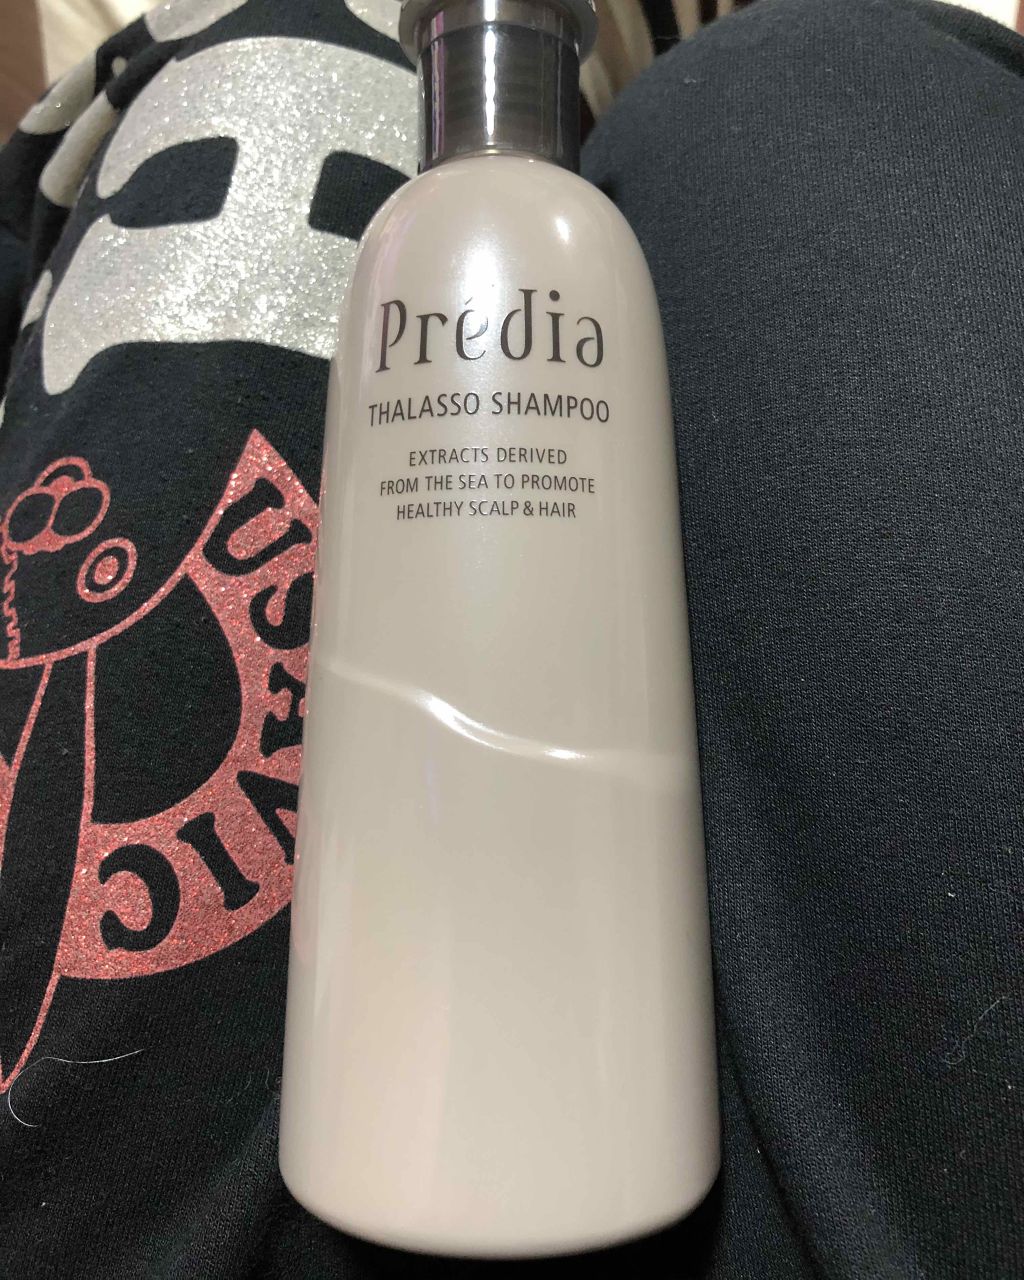 Prédia
THALASSO SHAMPOO
EXTRACTS DERIVED
FROM THE SEA TO PROMOTE
HEALTHY SCALP & HAIR